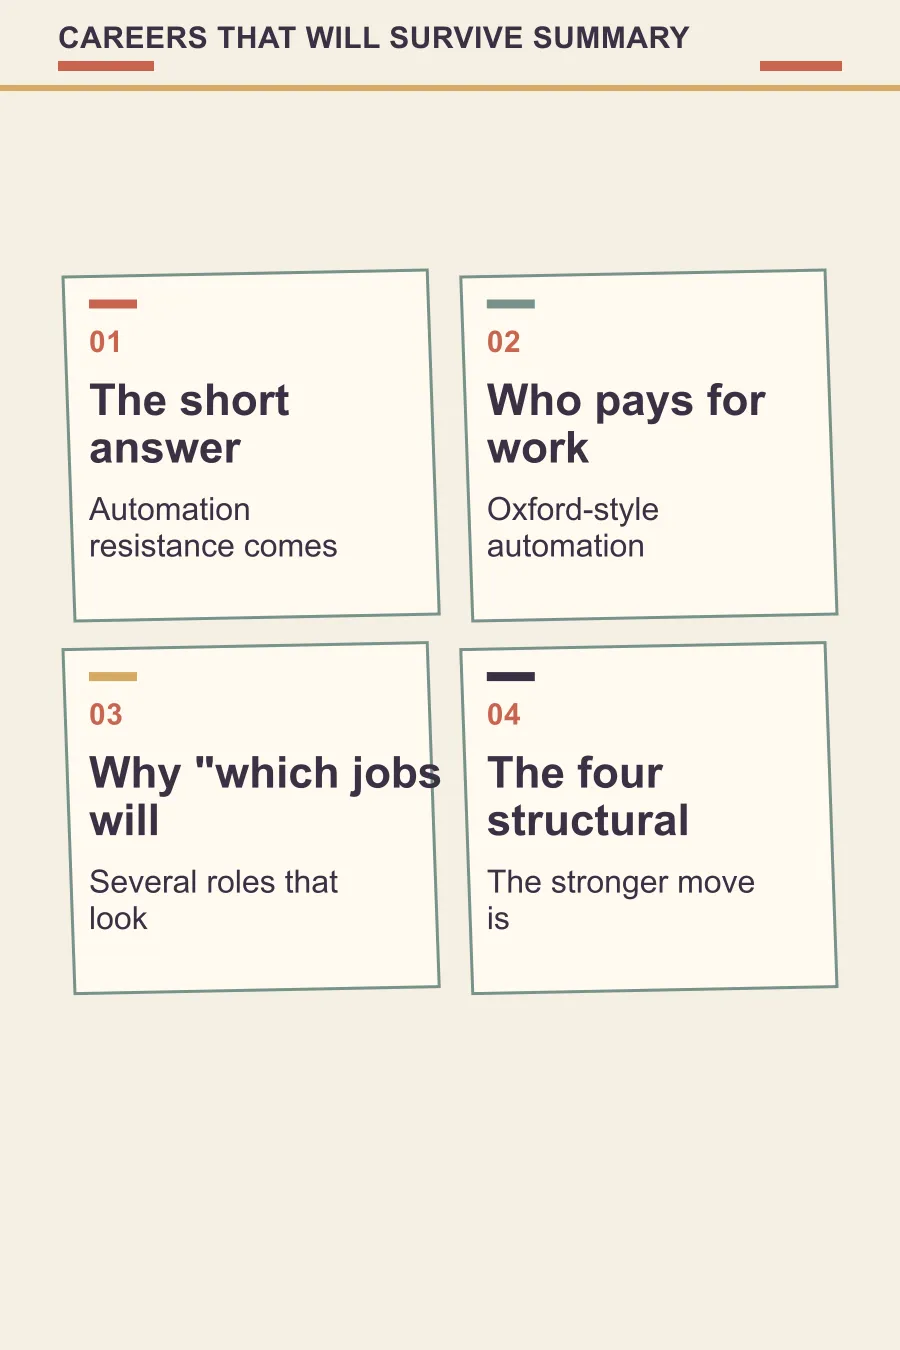 CAREERS THAT WILL SURVIVE SUMMARY
01
The short
answer
Automation
resistance comes
02
Who pays for
work
Oxford-style
automation
03
Why "which jobs
will
Several roles that
look
04
The four
structural
The stronger move
is